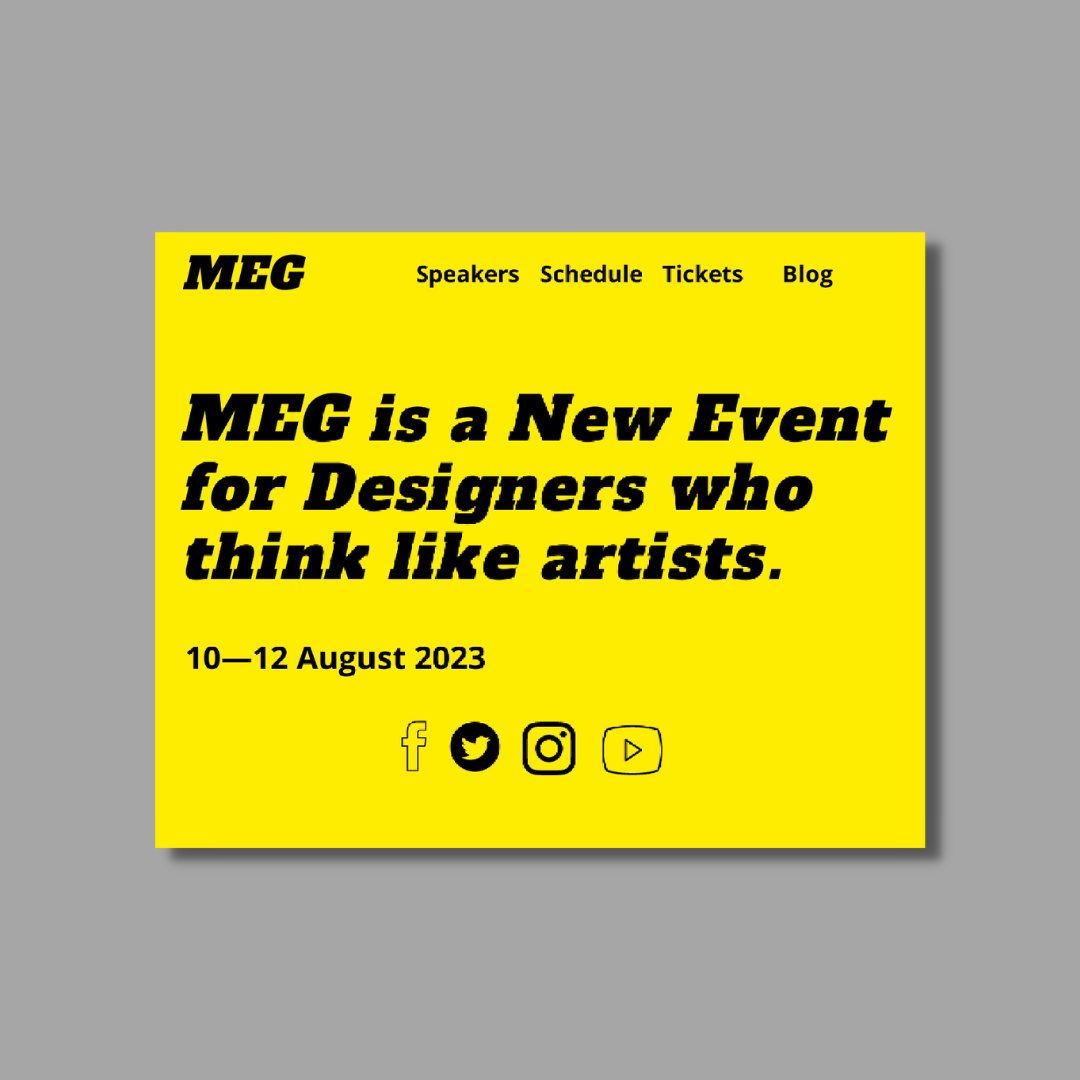 MEG
Speakers Schedule Tickets Blog
MEG is a New Event
for Designers who
think like artists.
10—12 August 2023